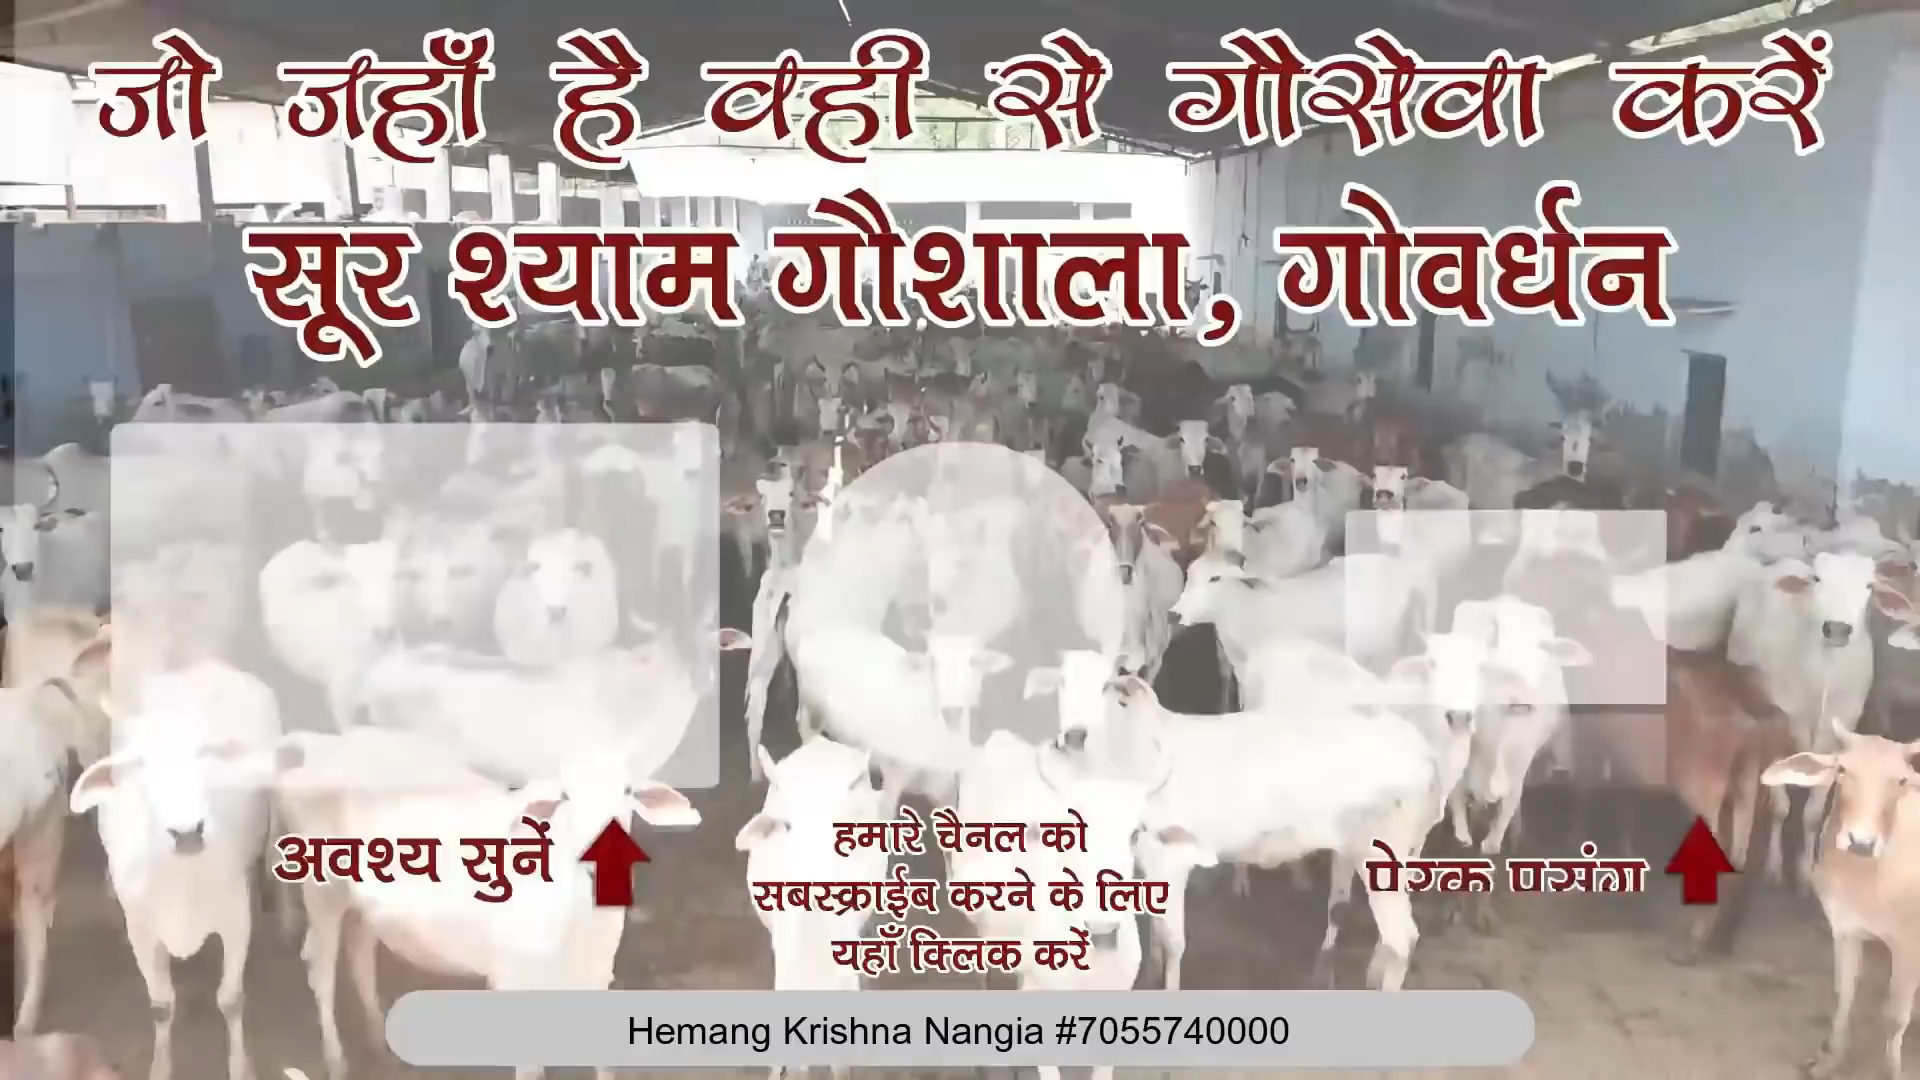 जो जहाँ है वही से गौसेवा करें
सूर श्याम गौशाला, गोवर्धन
अवश्य सुनें
हमारे चैनल को
सबस्क्राईब करने के लिए
यहाँ क्लिक करें
प्रेरक प्रसंग
Hemang Krishna Nangia #7055740000